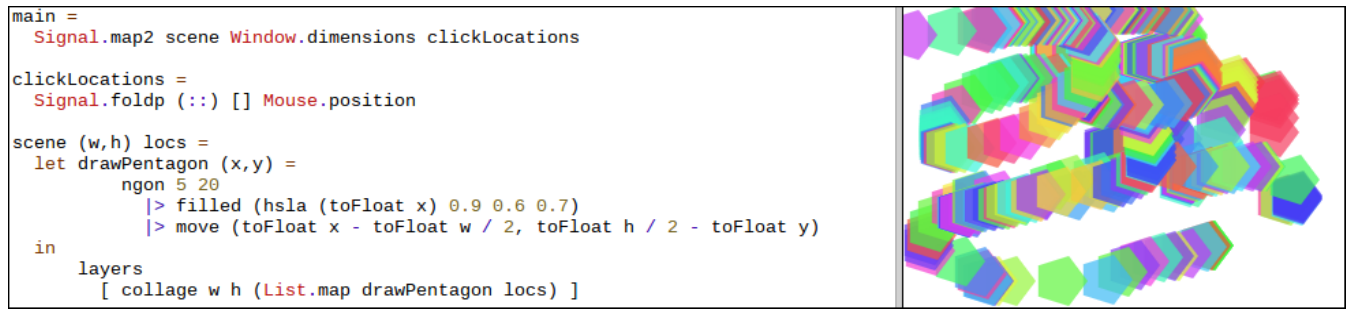 main =
  Signal.map2 scene Window.dimensions clickLocations
clickLocations =
  Signal.foldp (::) [] Mouse.position
scene (w,h) locs =
  let drawPentagon (x,y) =
          ngon 5 20
            |> filled (hsla (toFloat x) 0.9 0.6 0.7)
            |> move (toFloat x - toFloat w / 2, toFloat h / 2 - toFloat y)
  in
      layers
        [ collage w h (List.map drawPentagon locs) ]